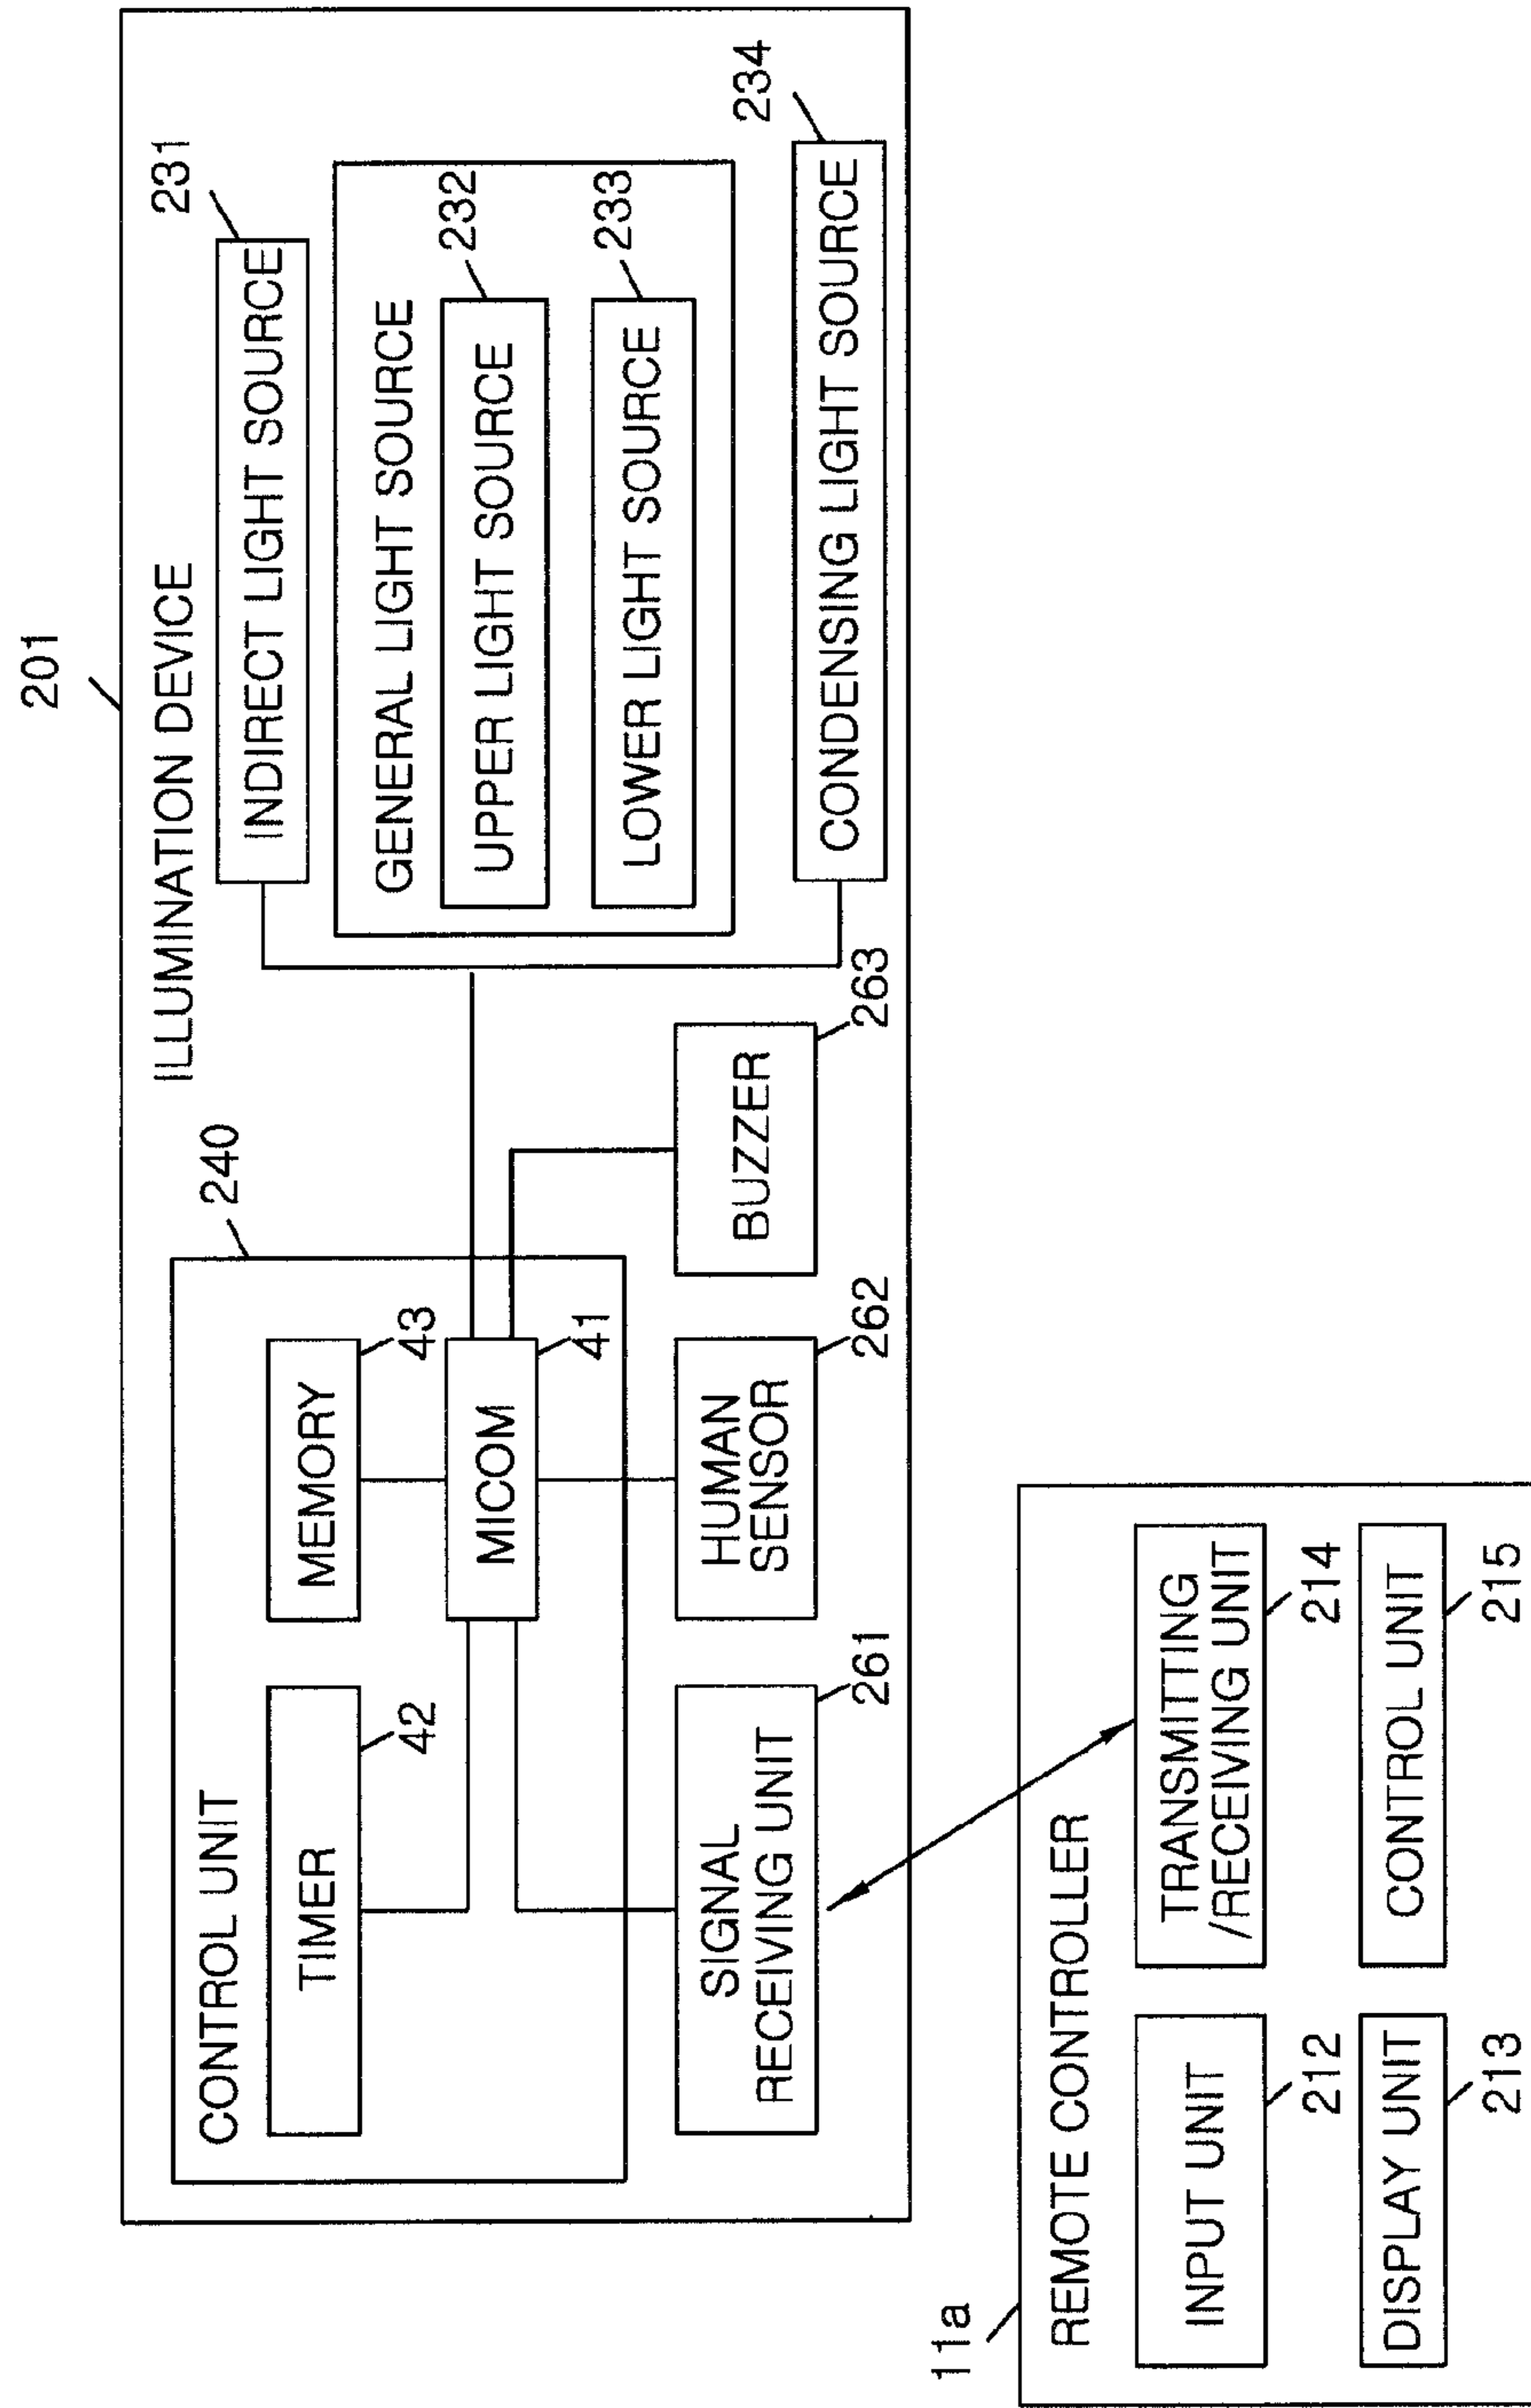 201
ILLUMINATION DEVICE
240
CONTROL UNIT
TIMER
42
MEMORY
43
MICOM
41
SIGNAL
RECEIVING UNIT
261
HUMAN
SENSOR
262
BUZZER
263
INDIRECT LIGHT SOURCE
231
GENERAL LIGHT SOURCE
UPPER LIGHT SOURCE
232
LOWER LIGHT SOURCE
233
CONDENSING LIGHT SOURCE
234
11a
REMOTE CONTROLLER
INPUT UNIT
212
TRANSMITTING
/RECEIVING UNIT
214
DISPLAY UNIT
213
CONTROL UNIT
215